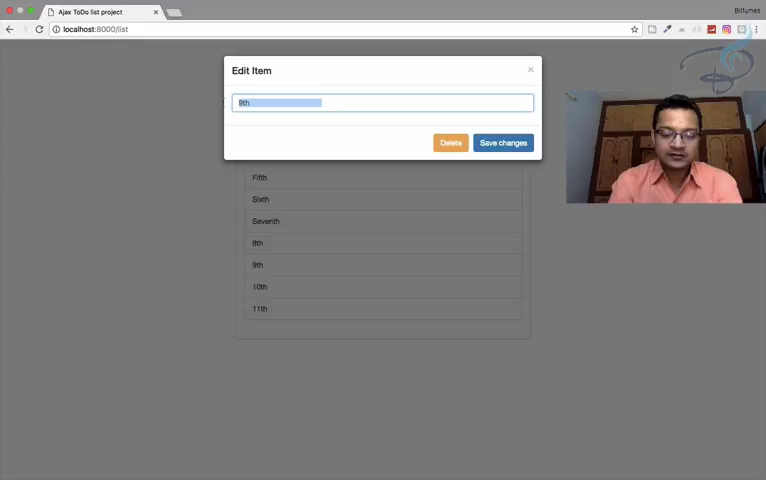 Ajax ToDo list project
Bitfumes
localhost:8000/list
Edit Item
×
9th
Delete
Save changes
Fifth
Sixth
Seventh
8th
9th
10th
11th